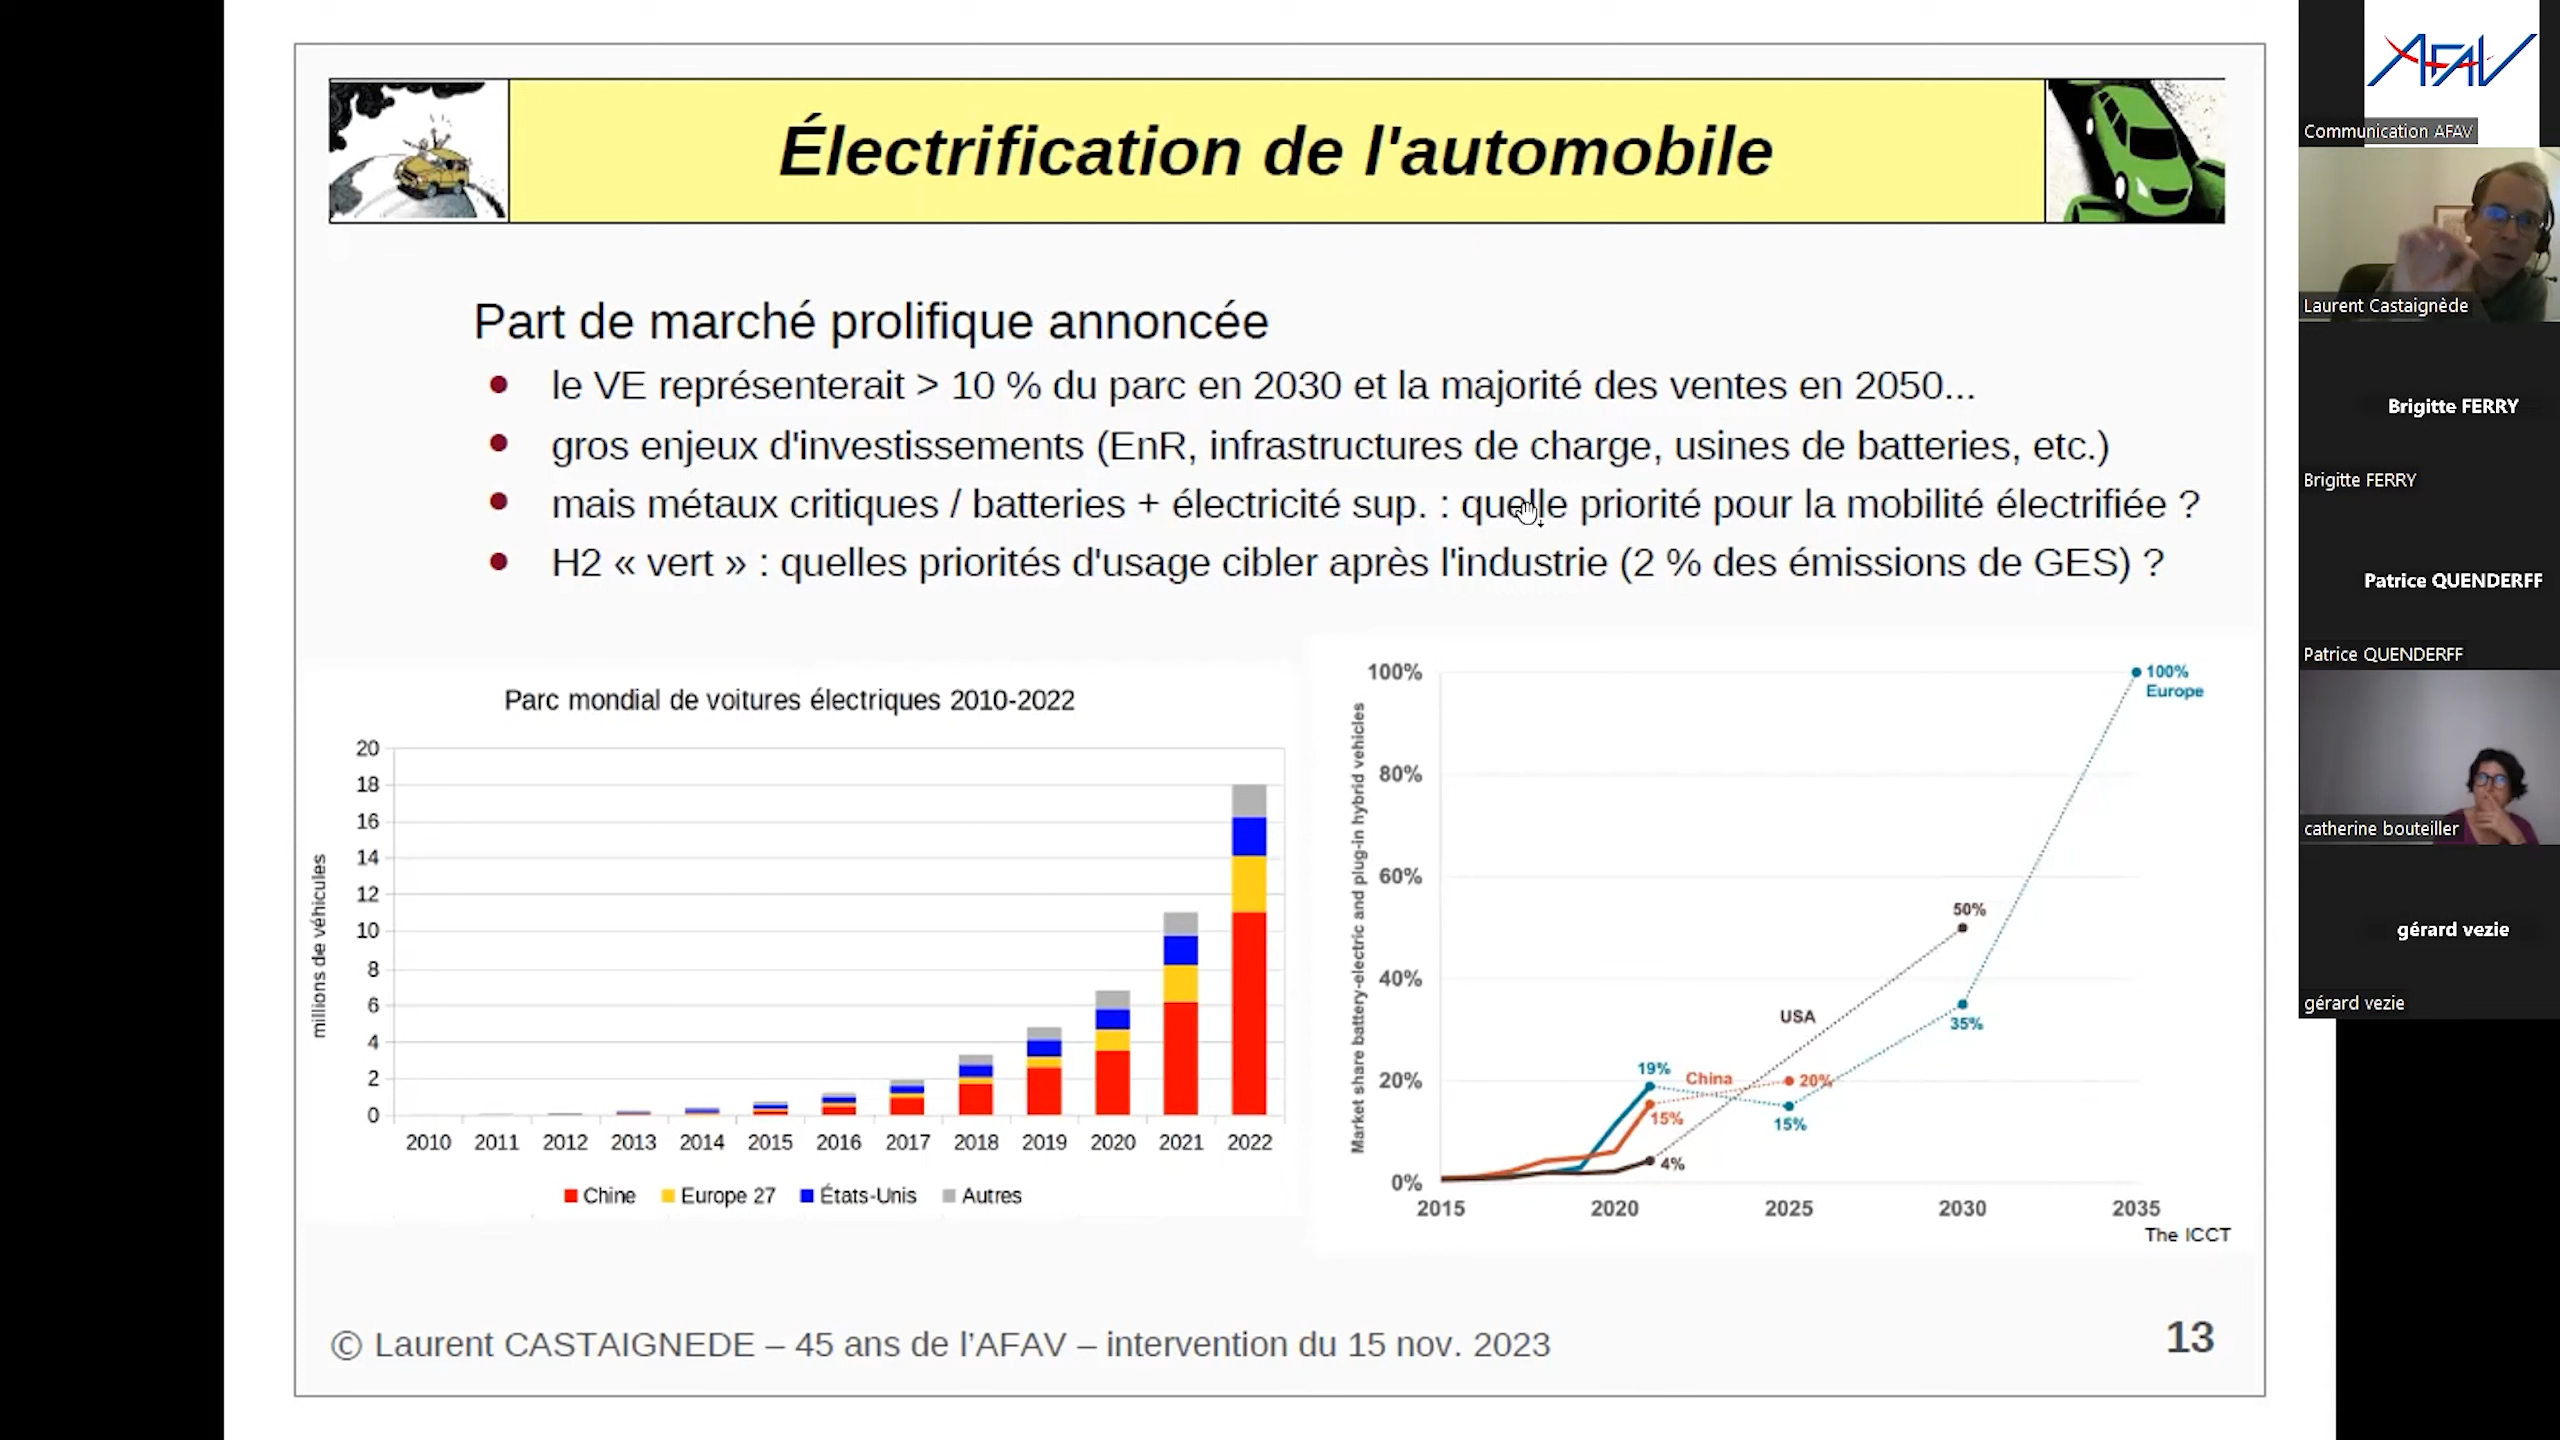 Électrification de l'automobile
Part de marché prolifique annoncée
• le VE représenterait > 10 % du parc en 2030 et la majorité des ventes en 2050...
• gros enjeux d'investissements (EnR, infrastructures de charge, usines de batteries, etc.)
• mais métaux critiques / batteries + électricité sup. : quelle priorité pour la mobilité électrifiée ?
• H2 « vert » : quelles priorités d'usage cibler après l'industrie (2 % des émissions de GES) ?
Parc mondial de voitures électriques 2010-2022
millions de véhicules
20
18
16
14
12
10
8
6
4
2
0
2010 2011 2012 2013 2014 2015 2016 2017 2018 2019 2020 2021 2022
Chine Europe 27 États-Unis Autres
Market share battery-electric and plug-in hybrid vehicles
100%
80%
60%
40%
20%
0%
100%
Europe
50%
35%
USA
19%
China
20%
15%
15%
4%
2015 2020 2025 2030 2035
The ICCT
© Laurent CASTAIGNEDE – 45 ans de l’AFAV – intervention du 15 nov. 2023
13
AFAV
Communication AFAV
Laurent Castaignède
Brigitte FERRY
Brigitte FERRY
Patrice QUENDERFF
Patrice QUENDERFF
catherine bouteiller
gérard vezie
gérard vezie